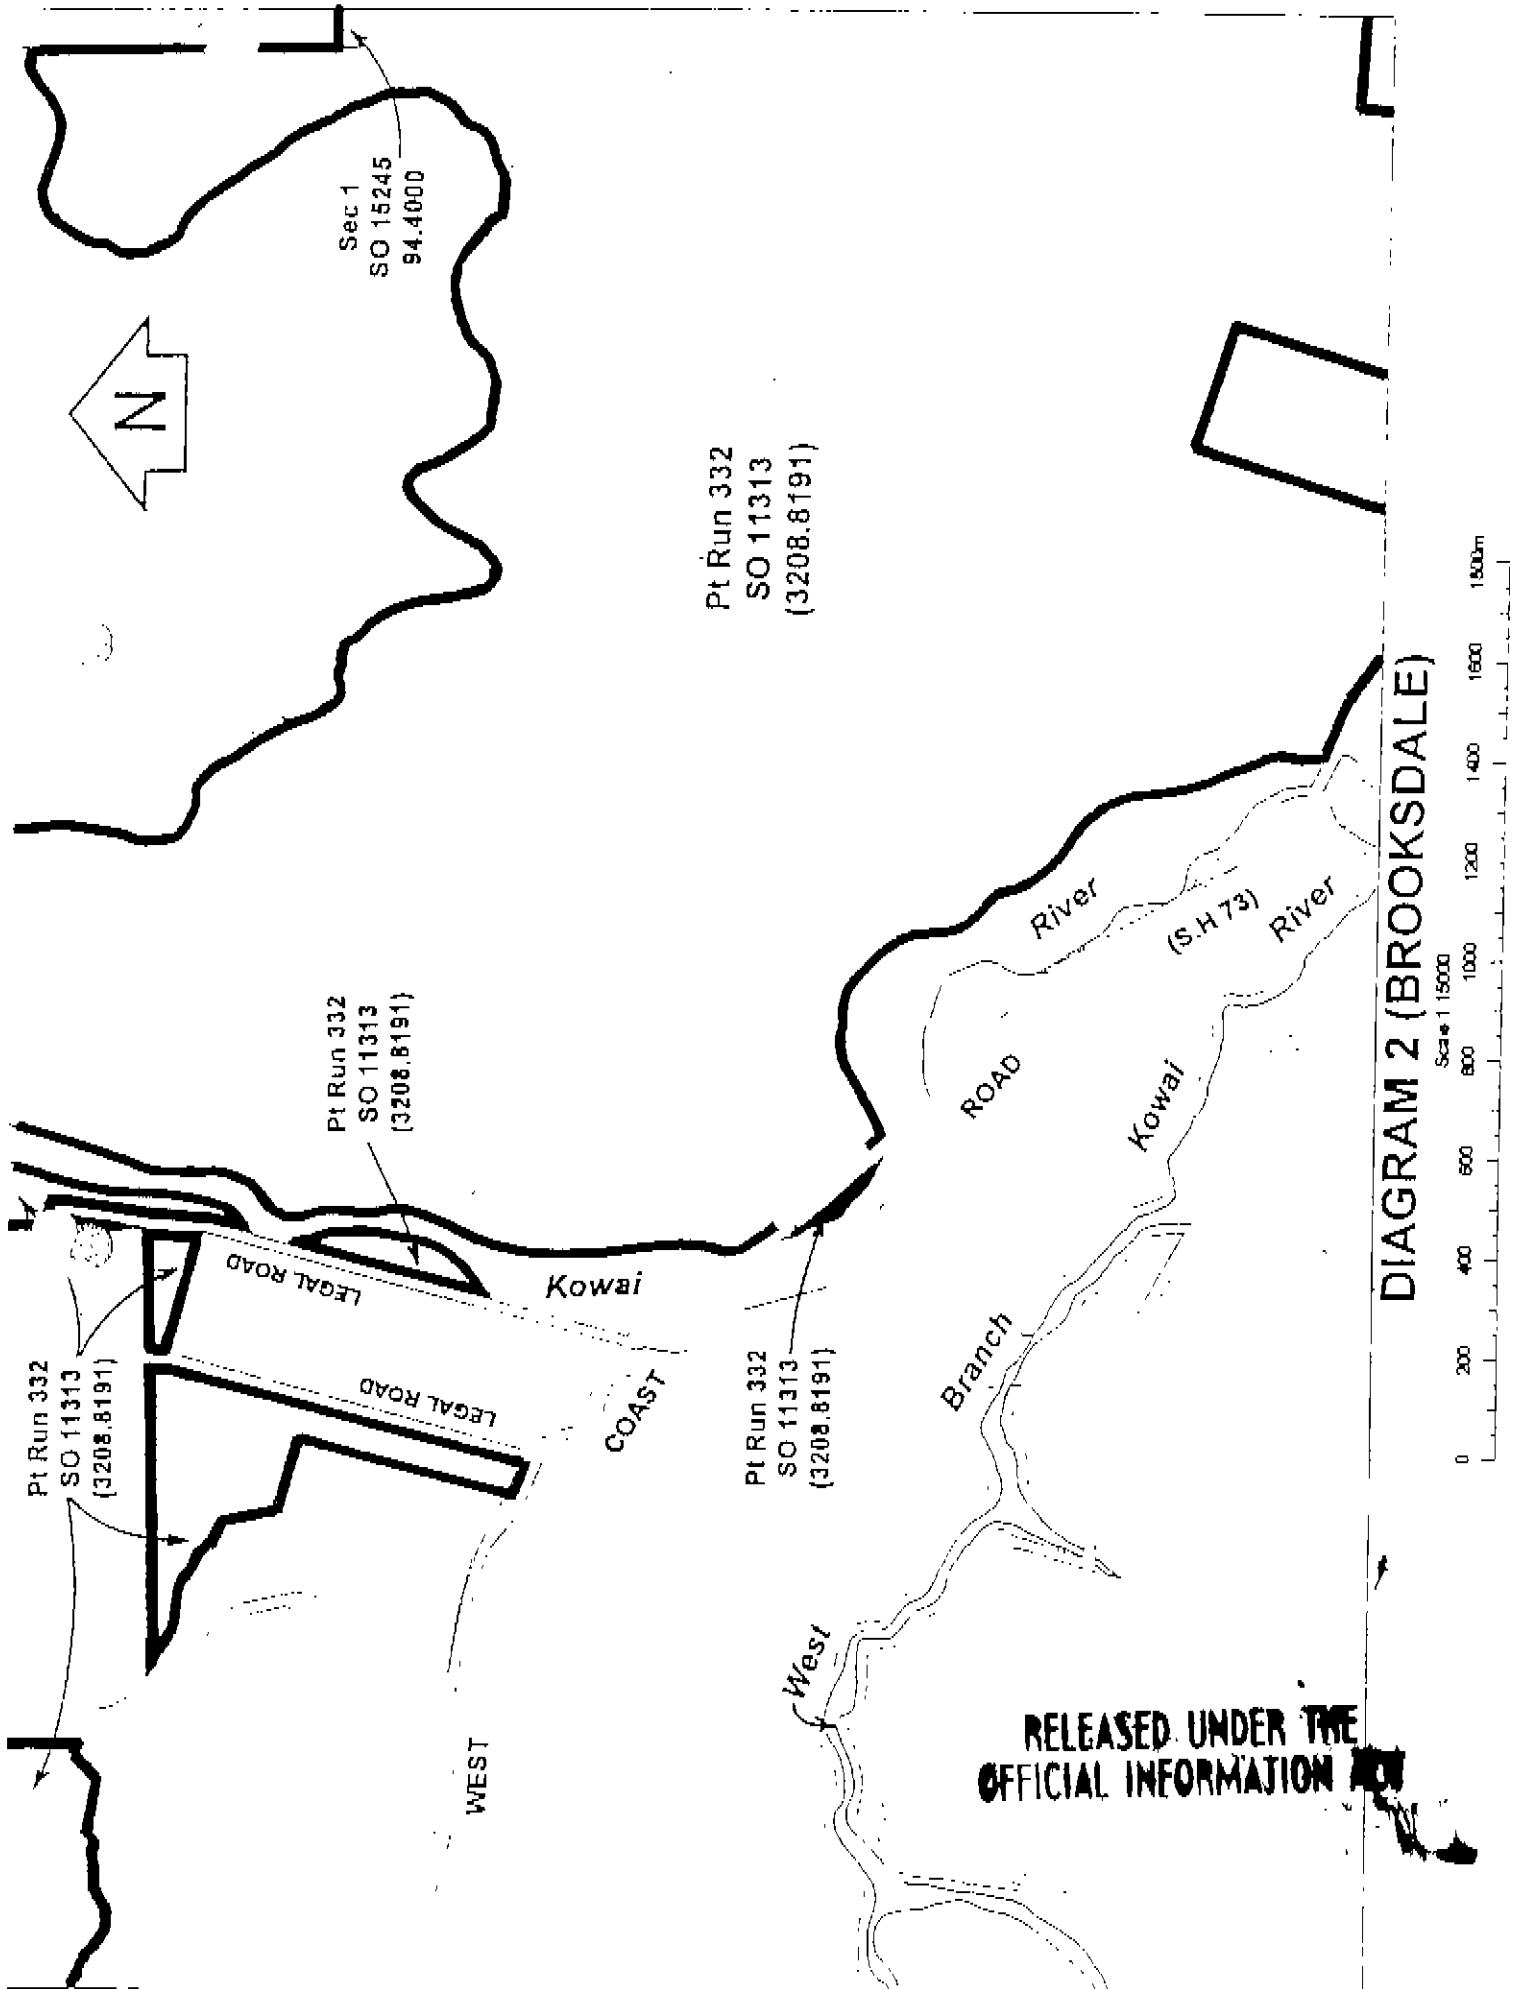 Sec 1
SO 15245
94.4000
N
Pt Run 332
SO 11313
(3208.8191)
Pt Run 332
SO 11313
(3208.8191)
Pt Run 332
SO 11313
(3208.8191)
LEGAL ROAD
LEGAL ROAD
Kowai
River
(S.H 73)
River
ROAD
Kowai
COAST
Pt Run 332
SO 11313
(3208.8191)
Branch
West
WEST
DIAGRAM 2 (BROOKSDALE)
Scale 1 15000
0 200 400 600 800 1000 1200 1400 1600 1800m
RELEASED UNDER THE
OFFICIAL INFORMATION